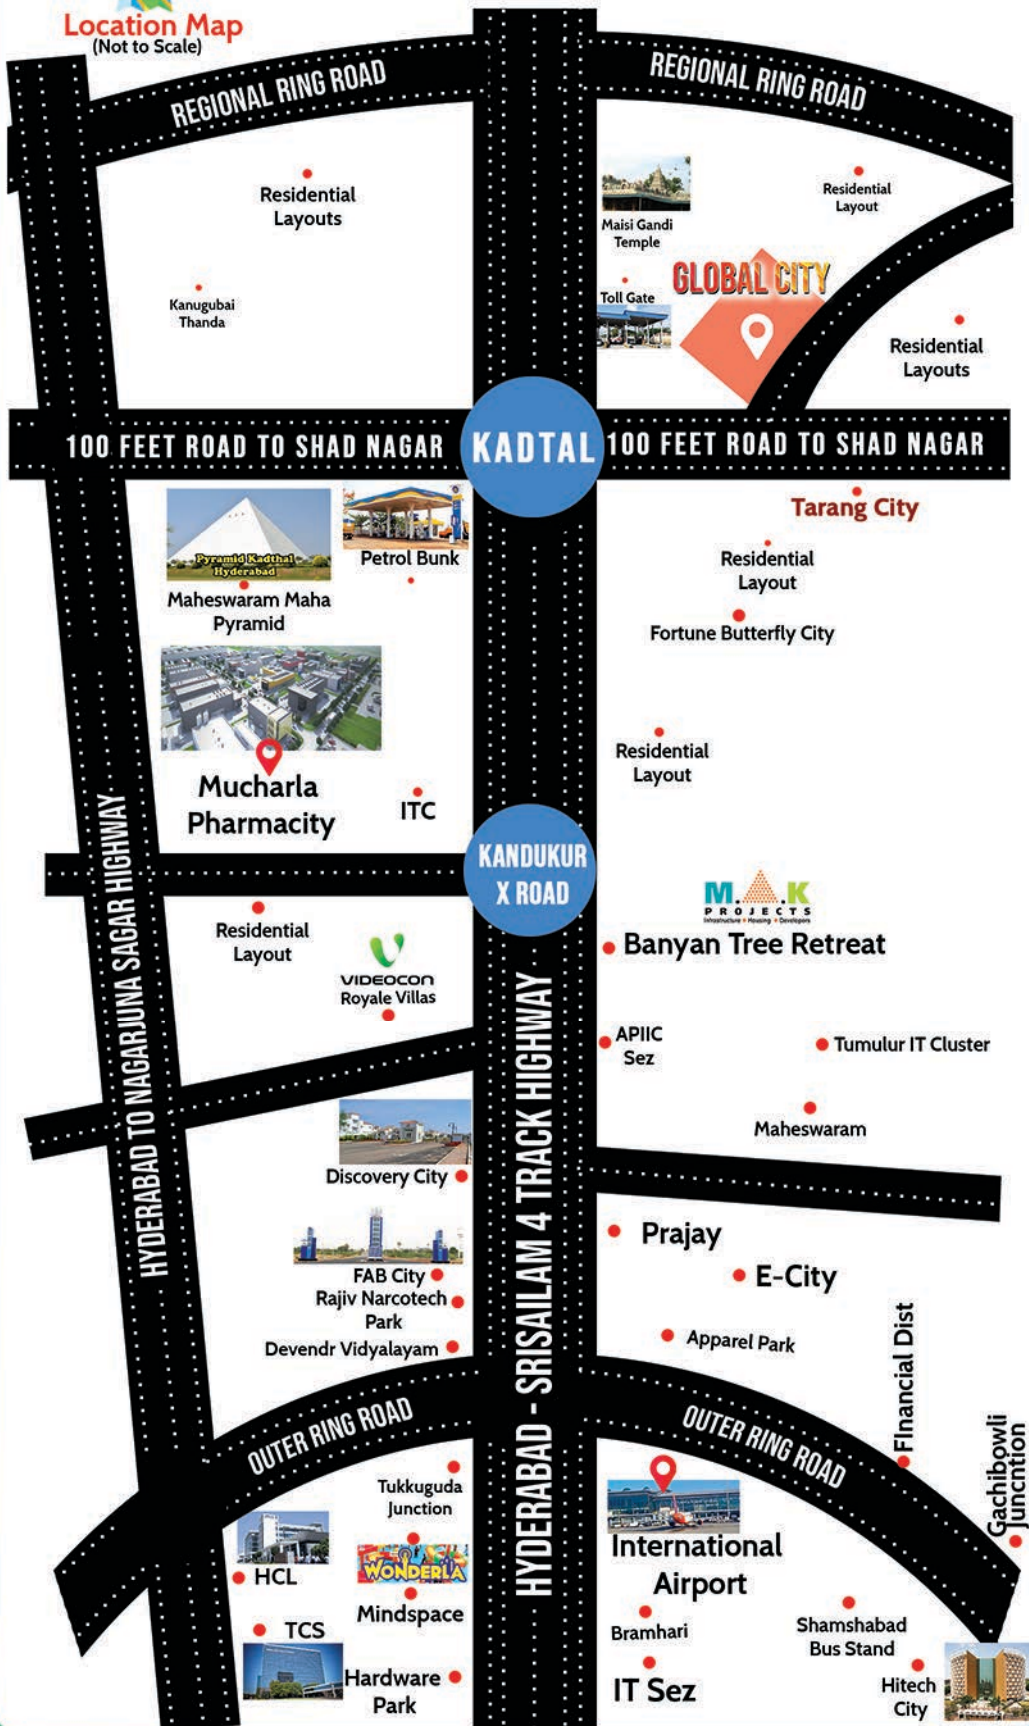 Location Map
(Not to Scale)
REGIONAL RING ROAD
REGIONAL RING ROAD
Residential
Layouts
Maisi Gandi
Temple
Residential
Layout
Kanugubai
Thanda
Toll Gate
GLOBAL CITY
Residential
Layouts
100 FEET ROAD TO SHAD NAGAR
KADTAL
100 FEET ROAD TO SHAD NAGAR
Tarang City
Pyramid Kadthal
Hyderabad
Maheswaram Maha
Pyramid
Petrol Bunk
Residential
Layout
Fortune Butterfly City
Residential
Layout
Mucharla
Pharmacity
ITC
KANDUKUR
X ROAD
HYDERABAD TO NAGARJUNA SAGAR HIGHWAY
Residential
Layout
VIDEOCON
Royale Villas
M.A.K
PROJECTS
Infrastructure • Housing • Developers
Banyan Tree Retreat
APIIC
Sez
Tumulur IT Cluster
Maheswaram
HYDERABAD - SRISAILAM 4 TRACK HIGHWAY
Discovery City
Prajay
E-City
FAB City
Rajiv Narcotech
Park
Devendr Vidyalayam
Apparel Park
FInancial Dist
Gachibowli
Juncntion
OUTER RING ROAD
OUTER RING ROAD
Tukkuguda
Junction
HCL
WONDERLA
Mindspace
TCS
Hardware
Park
International
Airport
Bramhari
IT Sez
Shamshabad
Bus Stand
Hitech
City